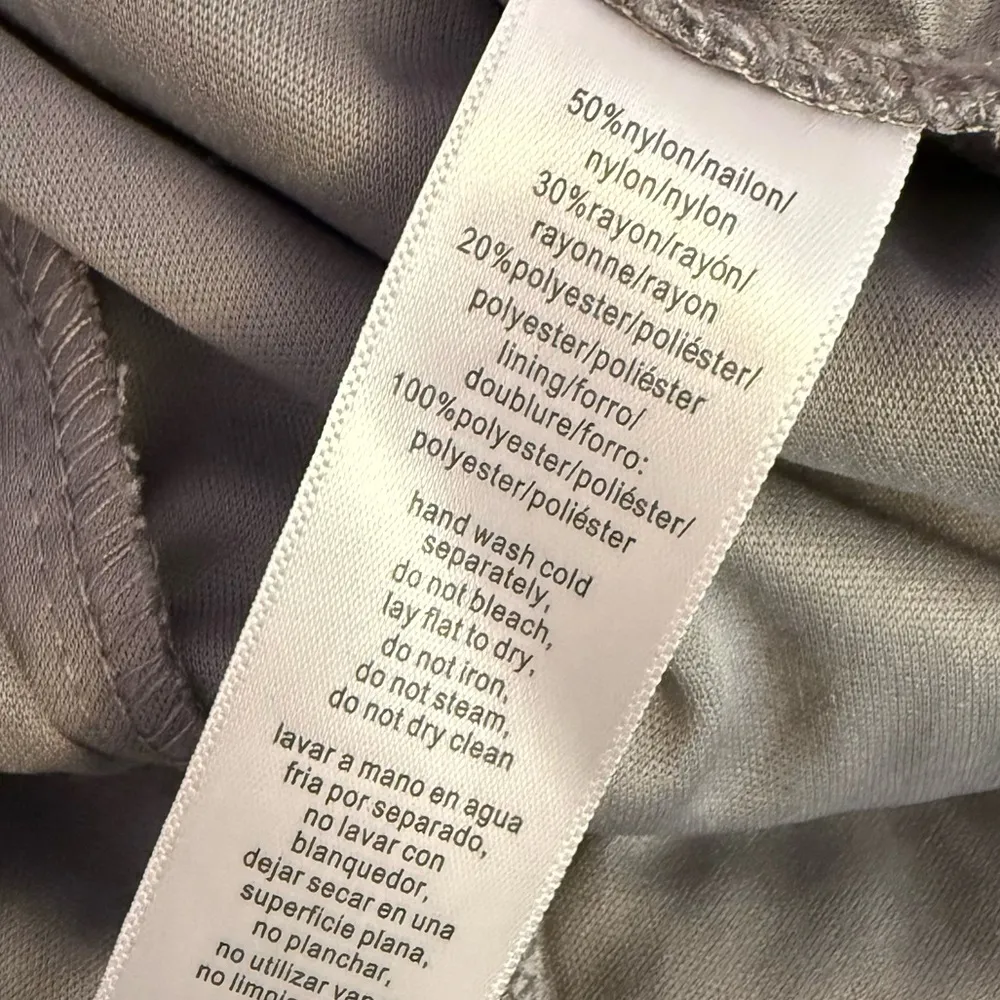 50%nylon/nailon/
nylon/nylon
30%rayon/rayón/
rayonne/rayon
20%polyester/poliéster/
polyester/poliéster
lining/forro/
doublure/forro:
100%polyester/poliéster/
polyester/poliéster
hand wash cold
separately,
do not bleach,
lay flat to dry,
do not iron,
do not steam,
do not dry clean
lavar a mano en agua
fria por separado,
no lavar con
blanquedor,
dejar secar en una
superficie plana,
no planchar,
no utilizar
no